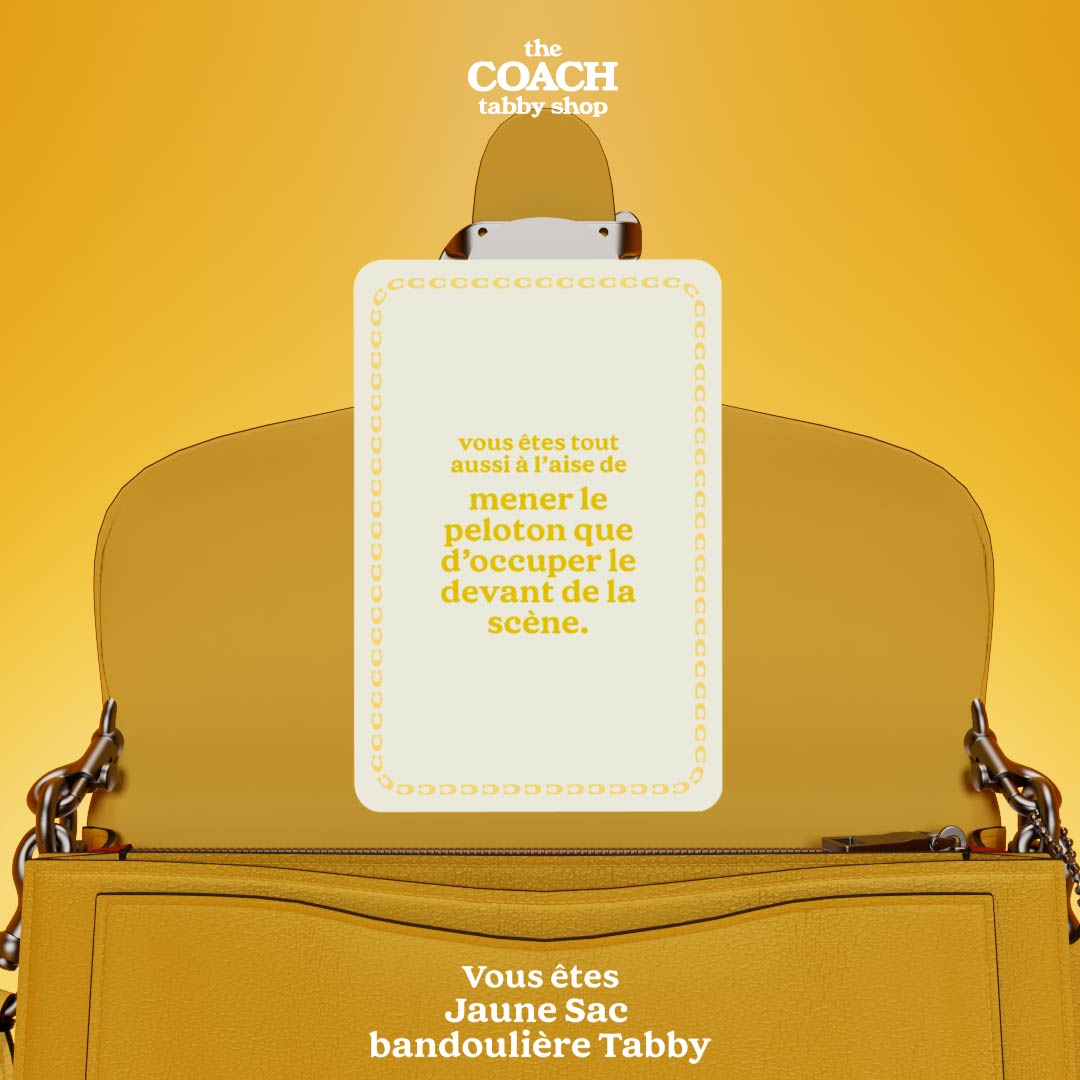 the
COACH
tabby shop
vous êtes tout
aussi à l'aise de
mener le
peloton que
d'occuper le
devant de la
scène.
Vous êtes
Jaune Sac
bandoulière Tabby